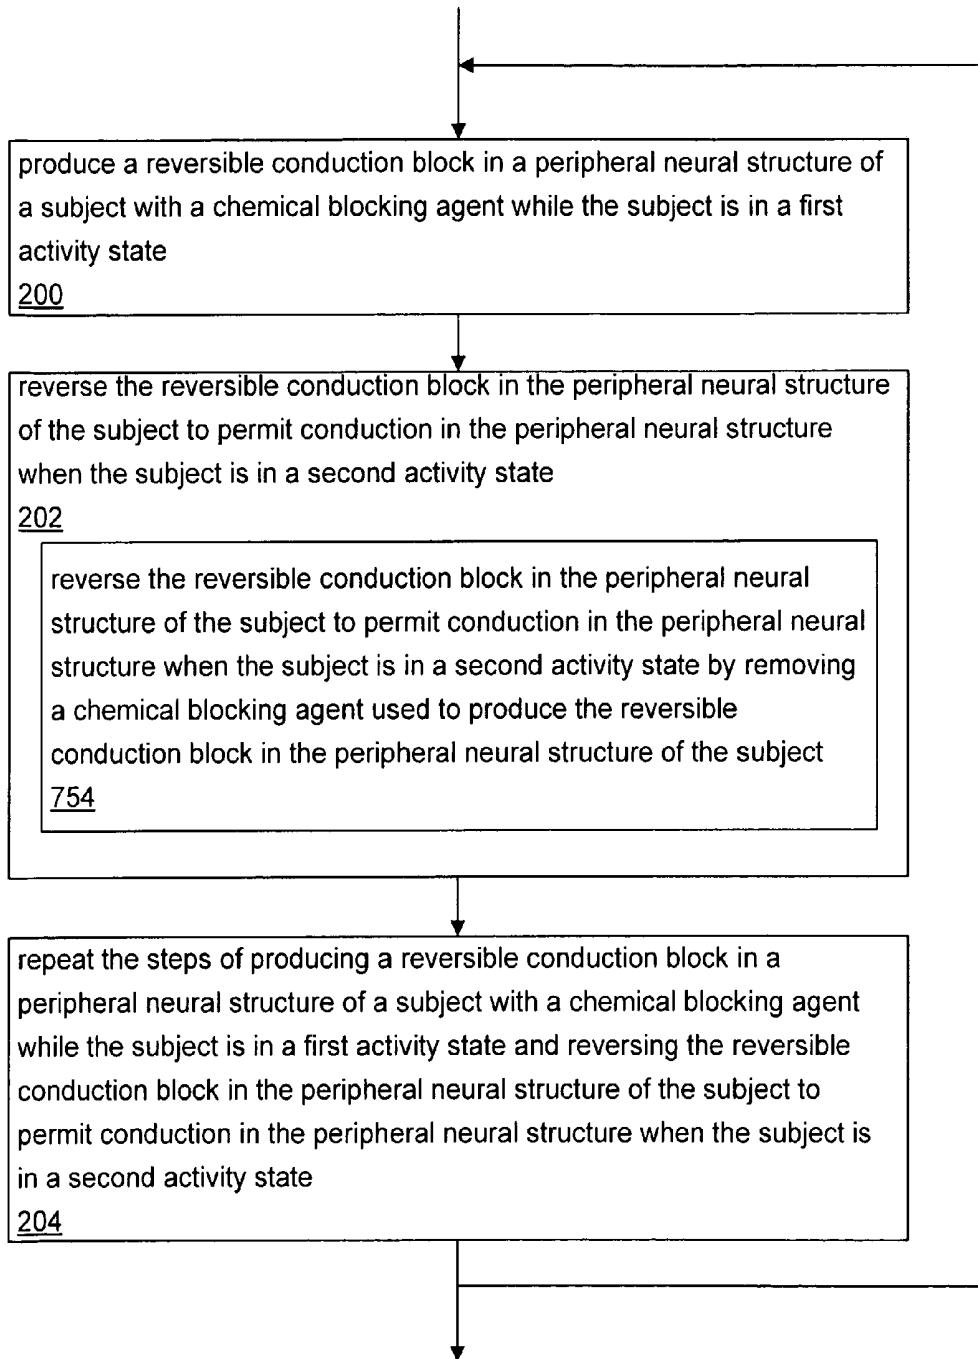 produce a reversible conduction block in a peripheral neural structure of
a subject with a chemical blocking agent while the subject is in a first
activity state
200
reverse the reversible conduction block in the peripheral neural structure
of the subject to permit conduction in the peripheral neural structure
when the subject is in a second activity state
202
reverse the reversible conduction block in the peripheral neural
structure of the subject to permit conduction in the peripheral neural
structure when the subject is in a second activity state by removing
a chemical blocking agent used to produce the reversible
conduction block in the peripheral neural structure of the subject
754
repeat the steps of producing a reversible conduction block in a
peripheral neural structure of a subject with a chemical blocking agent
while the subject is in a first activity state and reversing the reversible
conduction block in the peripheral neural structure of the subject to
permit conduction in the peripheral neural structure when the subject is
in a second activity state
204